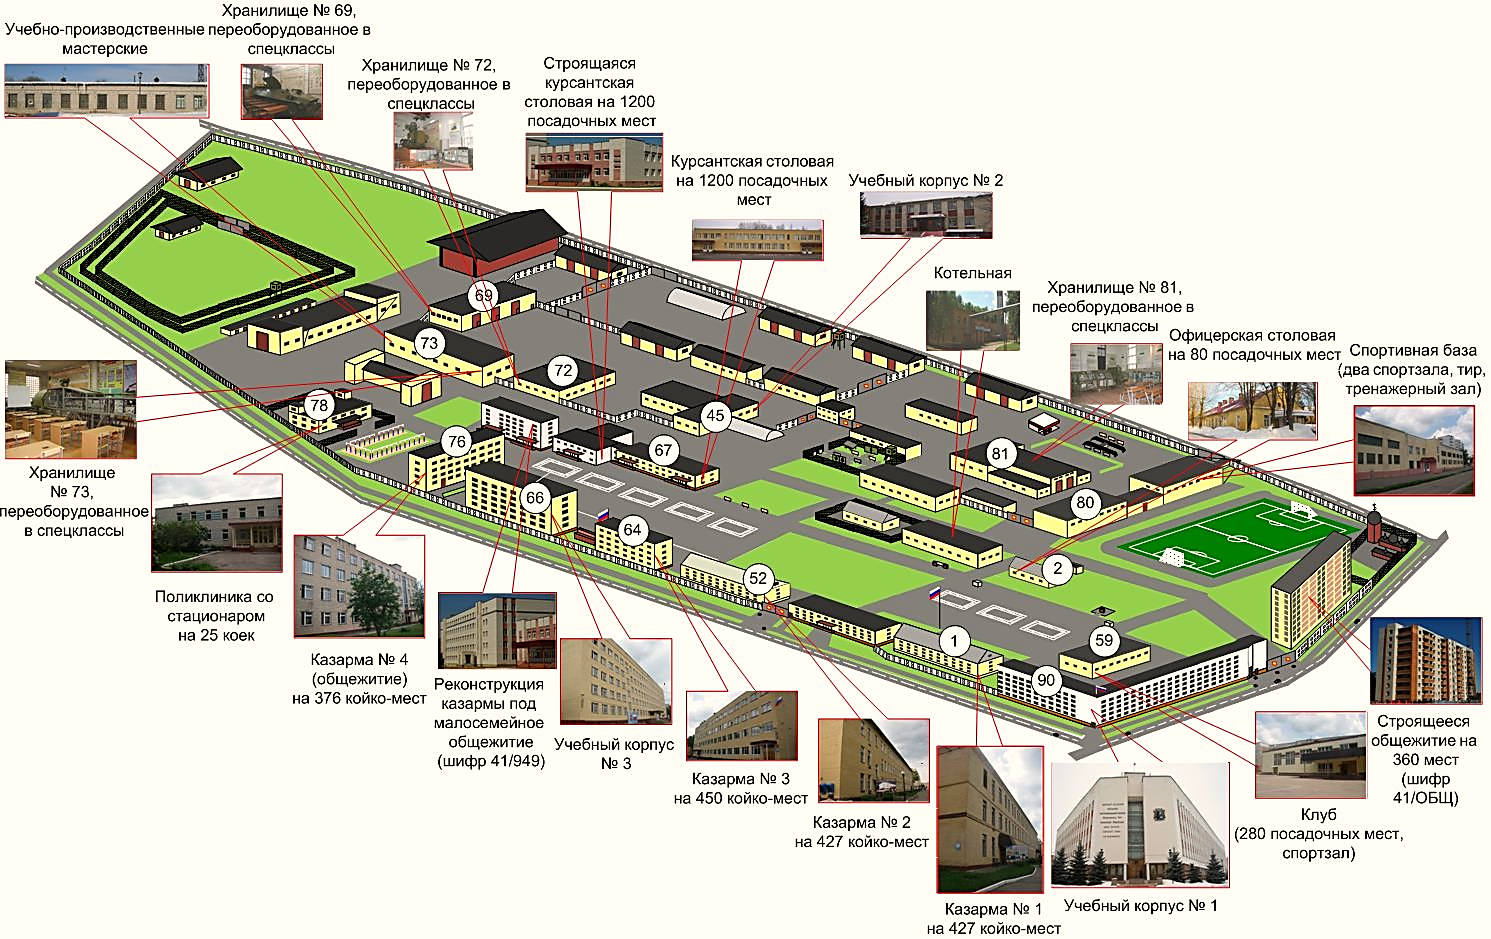 Учебно-производственные
мастерские
Хранилище № 69,
переоборудованное в
спецклассы
Хранилище № 72,
переоборудованное в
спецклассы
Строящаяся
курсантская
столовая на 1200
посадочных мест
Курсантская столовая
на 1200 посадочных
мест
Учебный корпус № 2
Котельная
Хранилище № 81,
переоборудованное в
спецклассы
Офицерская столовая
на 80 посадочных мест
Спортивная база
(два спортзала, тир,
тренажерный зал)
69
73
72
78
45
76
67
81
66
80
64
52
2
1
59
90
Хранилище
№ 73,
переоборудованное
в спецклассы
Поликлиника со
стационаром
на 25 коек
Казарма № 4
(общежитие)
на 376 койко-мест
Реконструкция
казармы под
малосемейное
общежитие
(шифр 41/949)
Учебный корпус
№ 3
Казарма № 3
на 450 койко-мест
Казарма № 2
на 427 койко-мест
Казарма № 1
на 427 койко-мест
Учебный корпус № 1
Клуб
(280 посадочных мест,
спортзал)
Строящееся
общежитие на
360 мест
(шифр
41/ОБЩ)